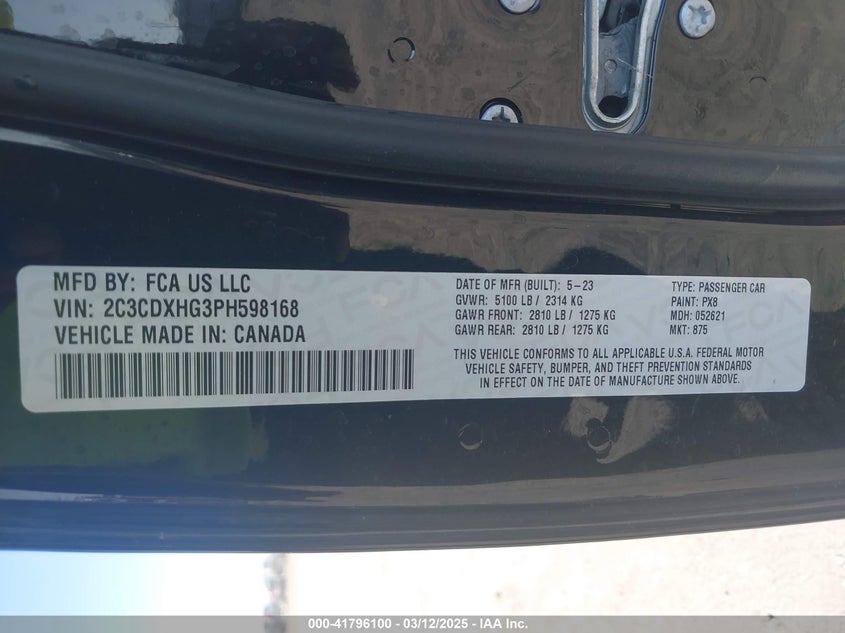 MFD BY: FCA US LLC
VIN: 2C3CDXHG3PH598168
VEHICLE MADE IN: CANADA
DATE OF MFR (BUILT): 5-23
GVWR: 5100 LB / 2314 KG
GAWR FRONT: 2810 LB / 1275 KG
GAWR REAR: 2810 LB / 1275 KG
TYPE: PASSENGER CAR
PAINT: PX8
MDH: 052621
MKT: 875
THIS VEHICLE CONFORMS TO ALL APPLICABLE U.S.A. FEDERAL MOTOR
VEHICLE SAFETY, BUMPER, AND THEFT PREVENTION STANDARDS
IN EFFECT ON THE DATE OF MANUFACTURE SHOWN ABOVE.
000-41796100 - 03/12/2025 - IAA Inc.